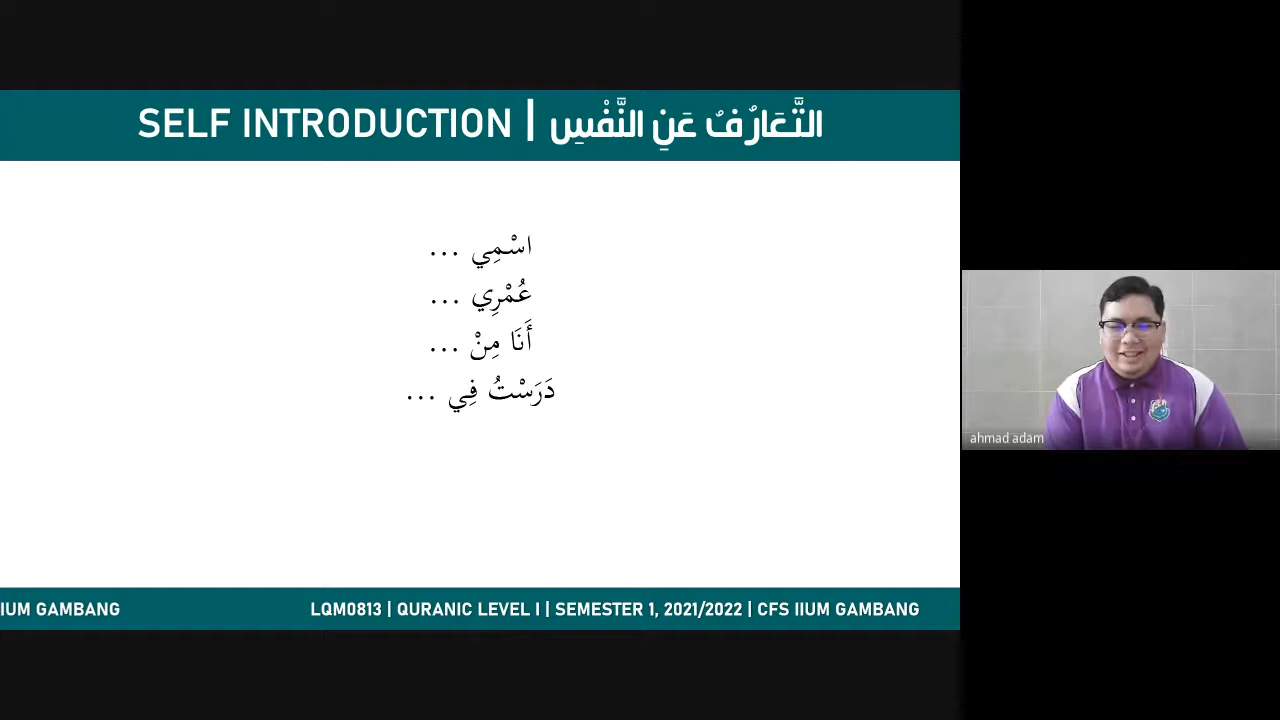 SELF INTRODUCTION | التَّعَارُفُ عَنِ النَّفْسِ
اسْمِي ...
عُمْرِي ...
أَنَا مِنْ ...
دَرَسْتُ فِي ...
ahmad adam
IIUM GAMBANG
LQM0813 | QURANIC LEVEL I | SEMESTER 1, 2021/2022 | CFS IIUM GAMBANG